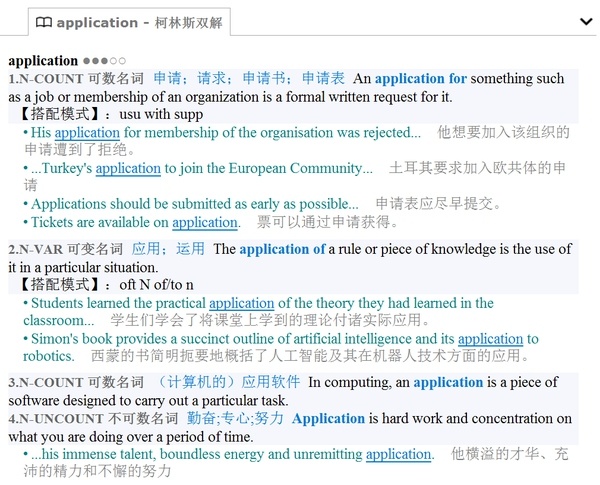 application - 柯林斯双解
application ●●●○○
1.N-COUNT 可数名词 申请；请求；申请书；申请表 An application for something such
as a job or membership of an organization is a formal written request for it.
【搭配模式】：usu with supp
• His application for membership of the organisation was rejected... 他想要加入该组织的
申请遭到了拒绝。
• ...Turkey's application to join the European Community... 土耳其要求加入欧共体的申
请
• Applications should be submitted as early as possible... 申请表应尽早提交。
• Tickets are available on application. 票可以通过申请获得。
2.N-VAR 可变名词 应用；运用 The application of a rule or piece of knowledge is the use of
it in a particular situation.
【搭配模式】：oft N of/to n
• Students learned the practical application of the theory they had learned in the
classroom... 学生们学会了将课堂上学到的理论付诸实际应用。
• Simon's book provides a succinct outline of artificial intelligence and its application to
robotics. 西蒙的书简明扼要地概括了人工智能及其在机器人技术方面的应用。
3.N-COUNT 可数名词 （计算机的）应用软件 In computing, an application is a piece of
software designed to carry out a particular task.
4.N-UNCOUNT 不可数名词 勤奋;专心;努力 Application is hard work and concentration on
what you are doing over a period of time.
• ...his immense talent, boundless energy and unremitting application. 他横溢的才华、充
沛的精力和不懈的努力